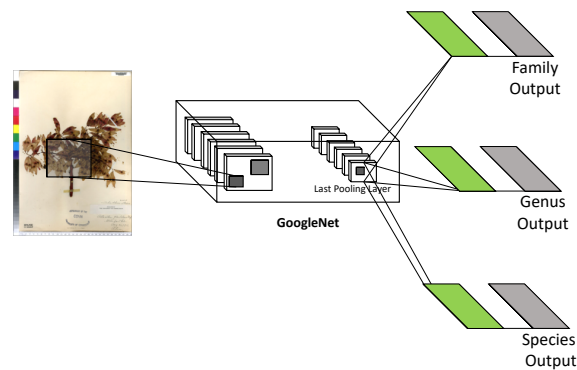 Family
Output
Last Pooling Layer
Genus
Output
GoogleNet
Species
Output